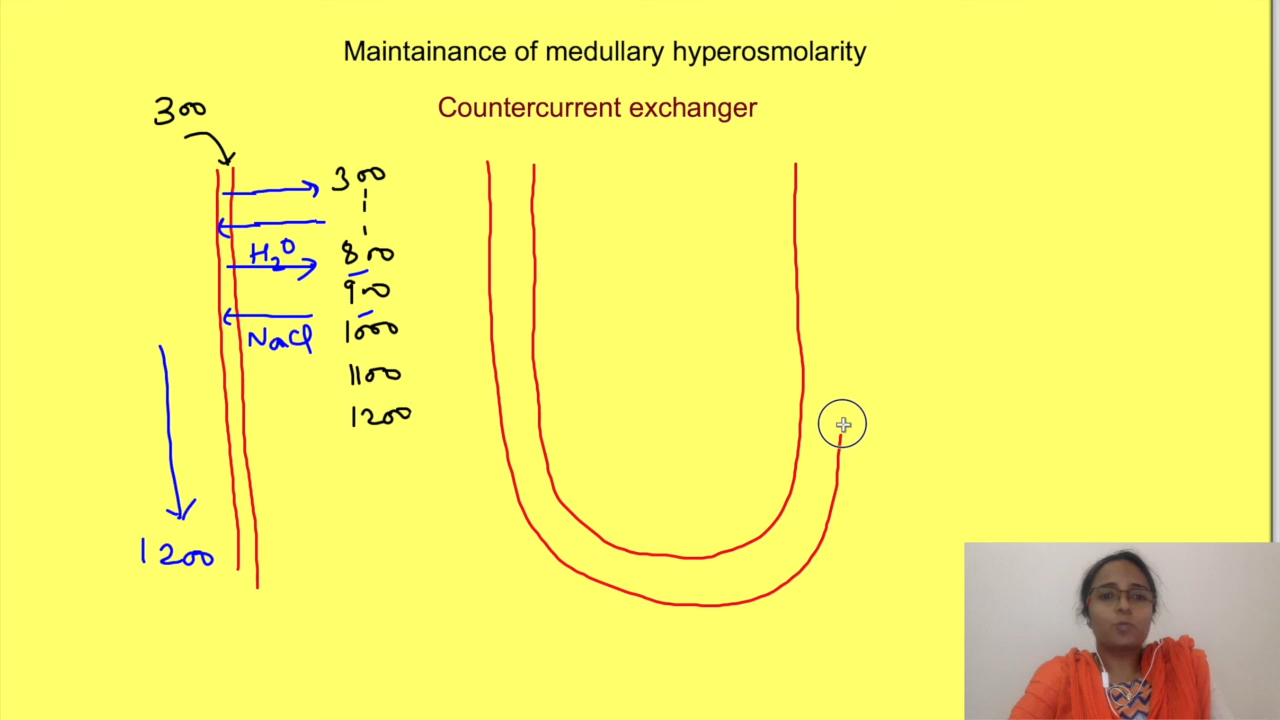 Maintainance of medullary hyperosmolarity
Countercurrent exchanger
300
300
H₂O
800
900
NaCl
1000
1100
1200
1200